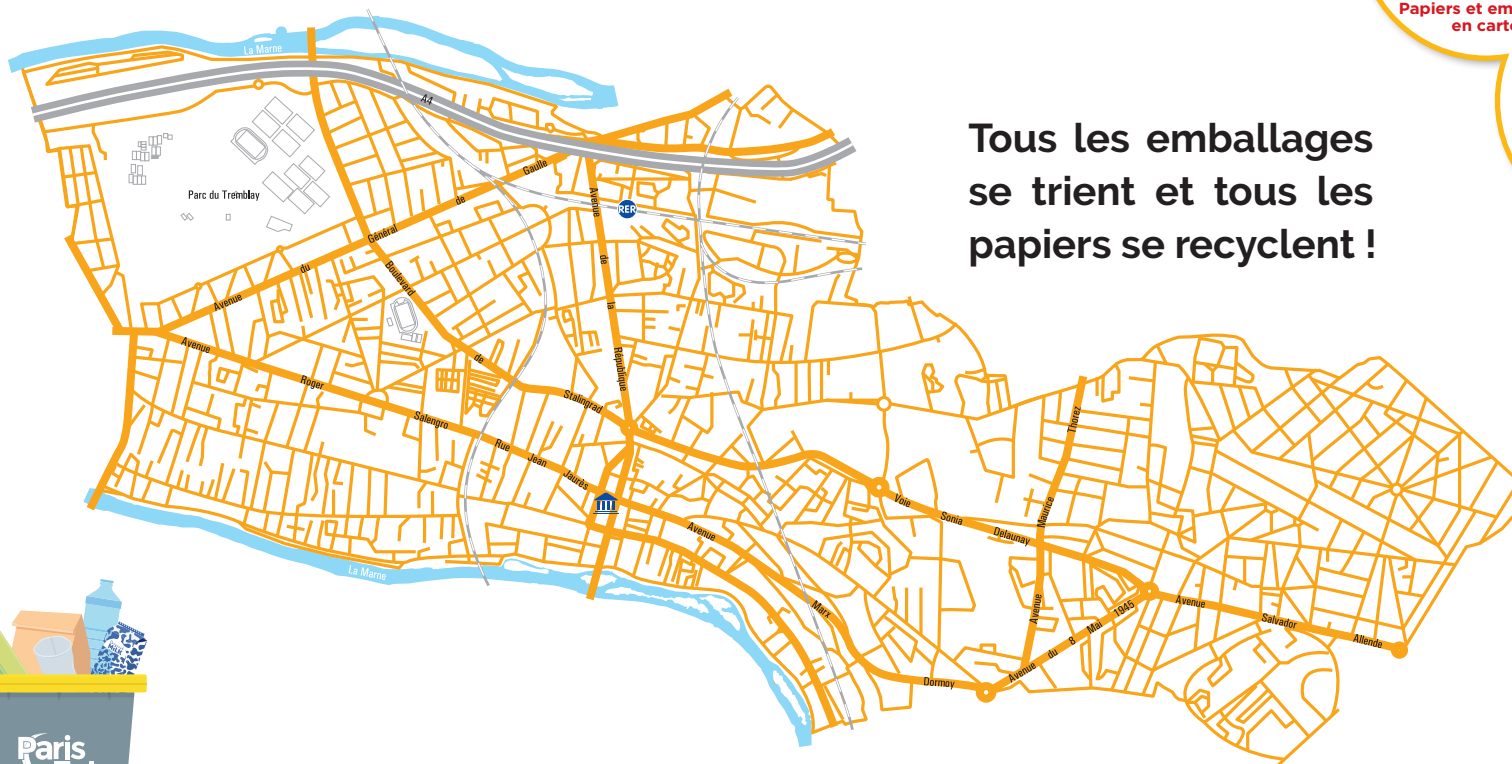 Papiers et em
en carto
La Marne
A4
Tous les emballages
se trient et tous les
papiers se recyclent !
Parc du Tremblay
RER
Avenue du Général de Gaulle
Avenue de la République
Boulevard de Stalingrad
Avenue Roger Salengro
Rue Jean Jaurès
Avenue Maurice Thorez
Voie Sonia Delaunay
Avenue Marx Dormoy
Avenue du 8 Mai 1945
Avenue Salvador Allende
La Marne
MILK
Paris